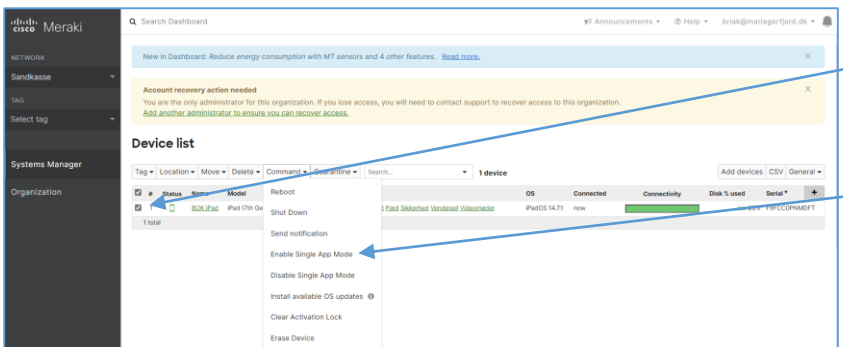 cisco Meraki
Search Dashboard
Announcements
Help
briak@mariagerfjord.dk
NETWORK
Sandkasse
TAG
Select tag
Systems Manager
Organization
New in Dashboard: Reduce energy consumption with MT sensors and 4 other features. Read more.
X
Account recovery action needed
X
You are the only administrator for this organization. If you lose access, you will need to contact support to recover access to this organization.
Add another administrator to ensure you can recover access.
Device list
Tag Location Move Delete Command Quarantine Search... 1 device Add devices CSV General
# Status Name Model OS Connected Connectivity Disk % used Serial +
1 BOK iPad iPad (7th Ge Sikkerhed Vendespil Videomøder iPadOS 14.7.1 now
1 total
Reboot
Shut Down
Send notification
Enable Single App Mode
Disable Single App Mode
Install available OS updates
Clear Activation Lock
Erase Device